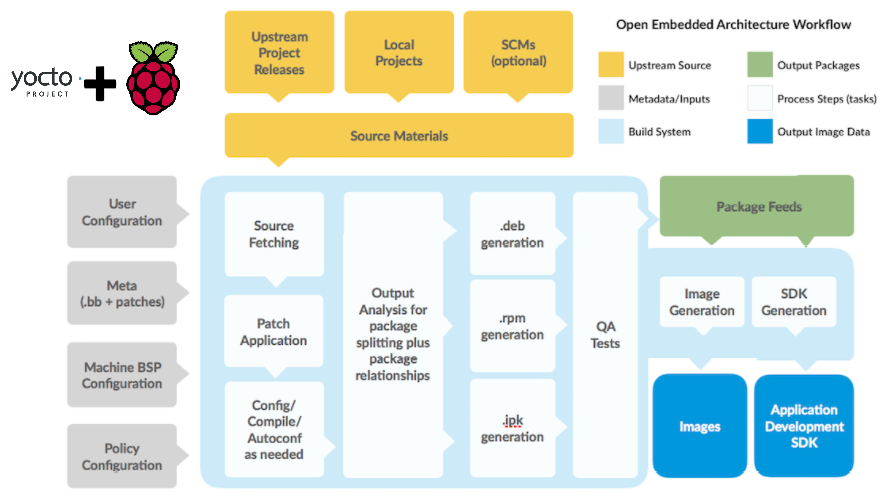 yocto
PROJECT
Upstream
Project
Releases
Local
Projects
SCMs
(optional)
Source Materials
Open Embedded Architecture Workflow
Upstream Source
Output Packages
Metadata/Inputs
Process Steps (tasks)
Build System
Output Image Data
User
Configuration
Meta
(.bb + patches)
Machine BSP
Configuration
Policy
Configuration
Source
Fetching
Patch
Application
Config/
Compile/
Autoconf
as needed
Output
Analysis for
package
splitting plus
package
relationships
.deb
generation
.rpm
generation
.ipk
generation
QA
Tests
Package Feeds
Image
Generation
SDK
Generation
Images
Application
Development
SDK